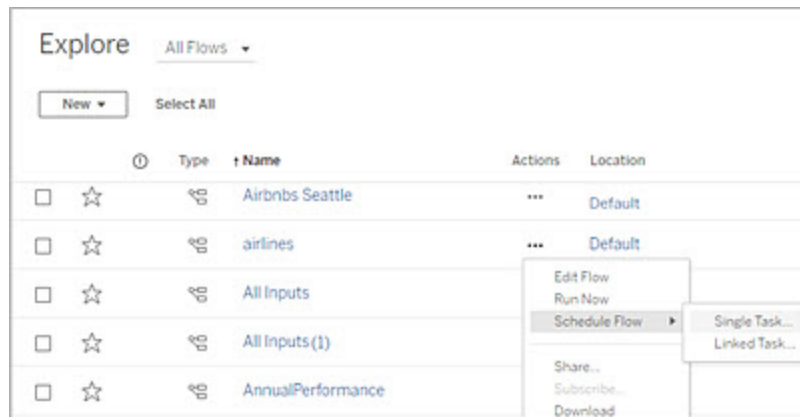 Explore All Flows
New Select All
Type ↑ Name Actions Location
Airbnbs Seattle ... Default
airlines ... Default
Edit Flow
All Inputs
Run Now
Schedule Flow Single Task...
All Inputs (1) Linked Task...
Share...
AnnualPerformance
Subscribe...
Download